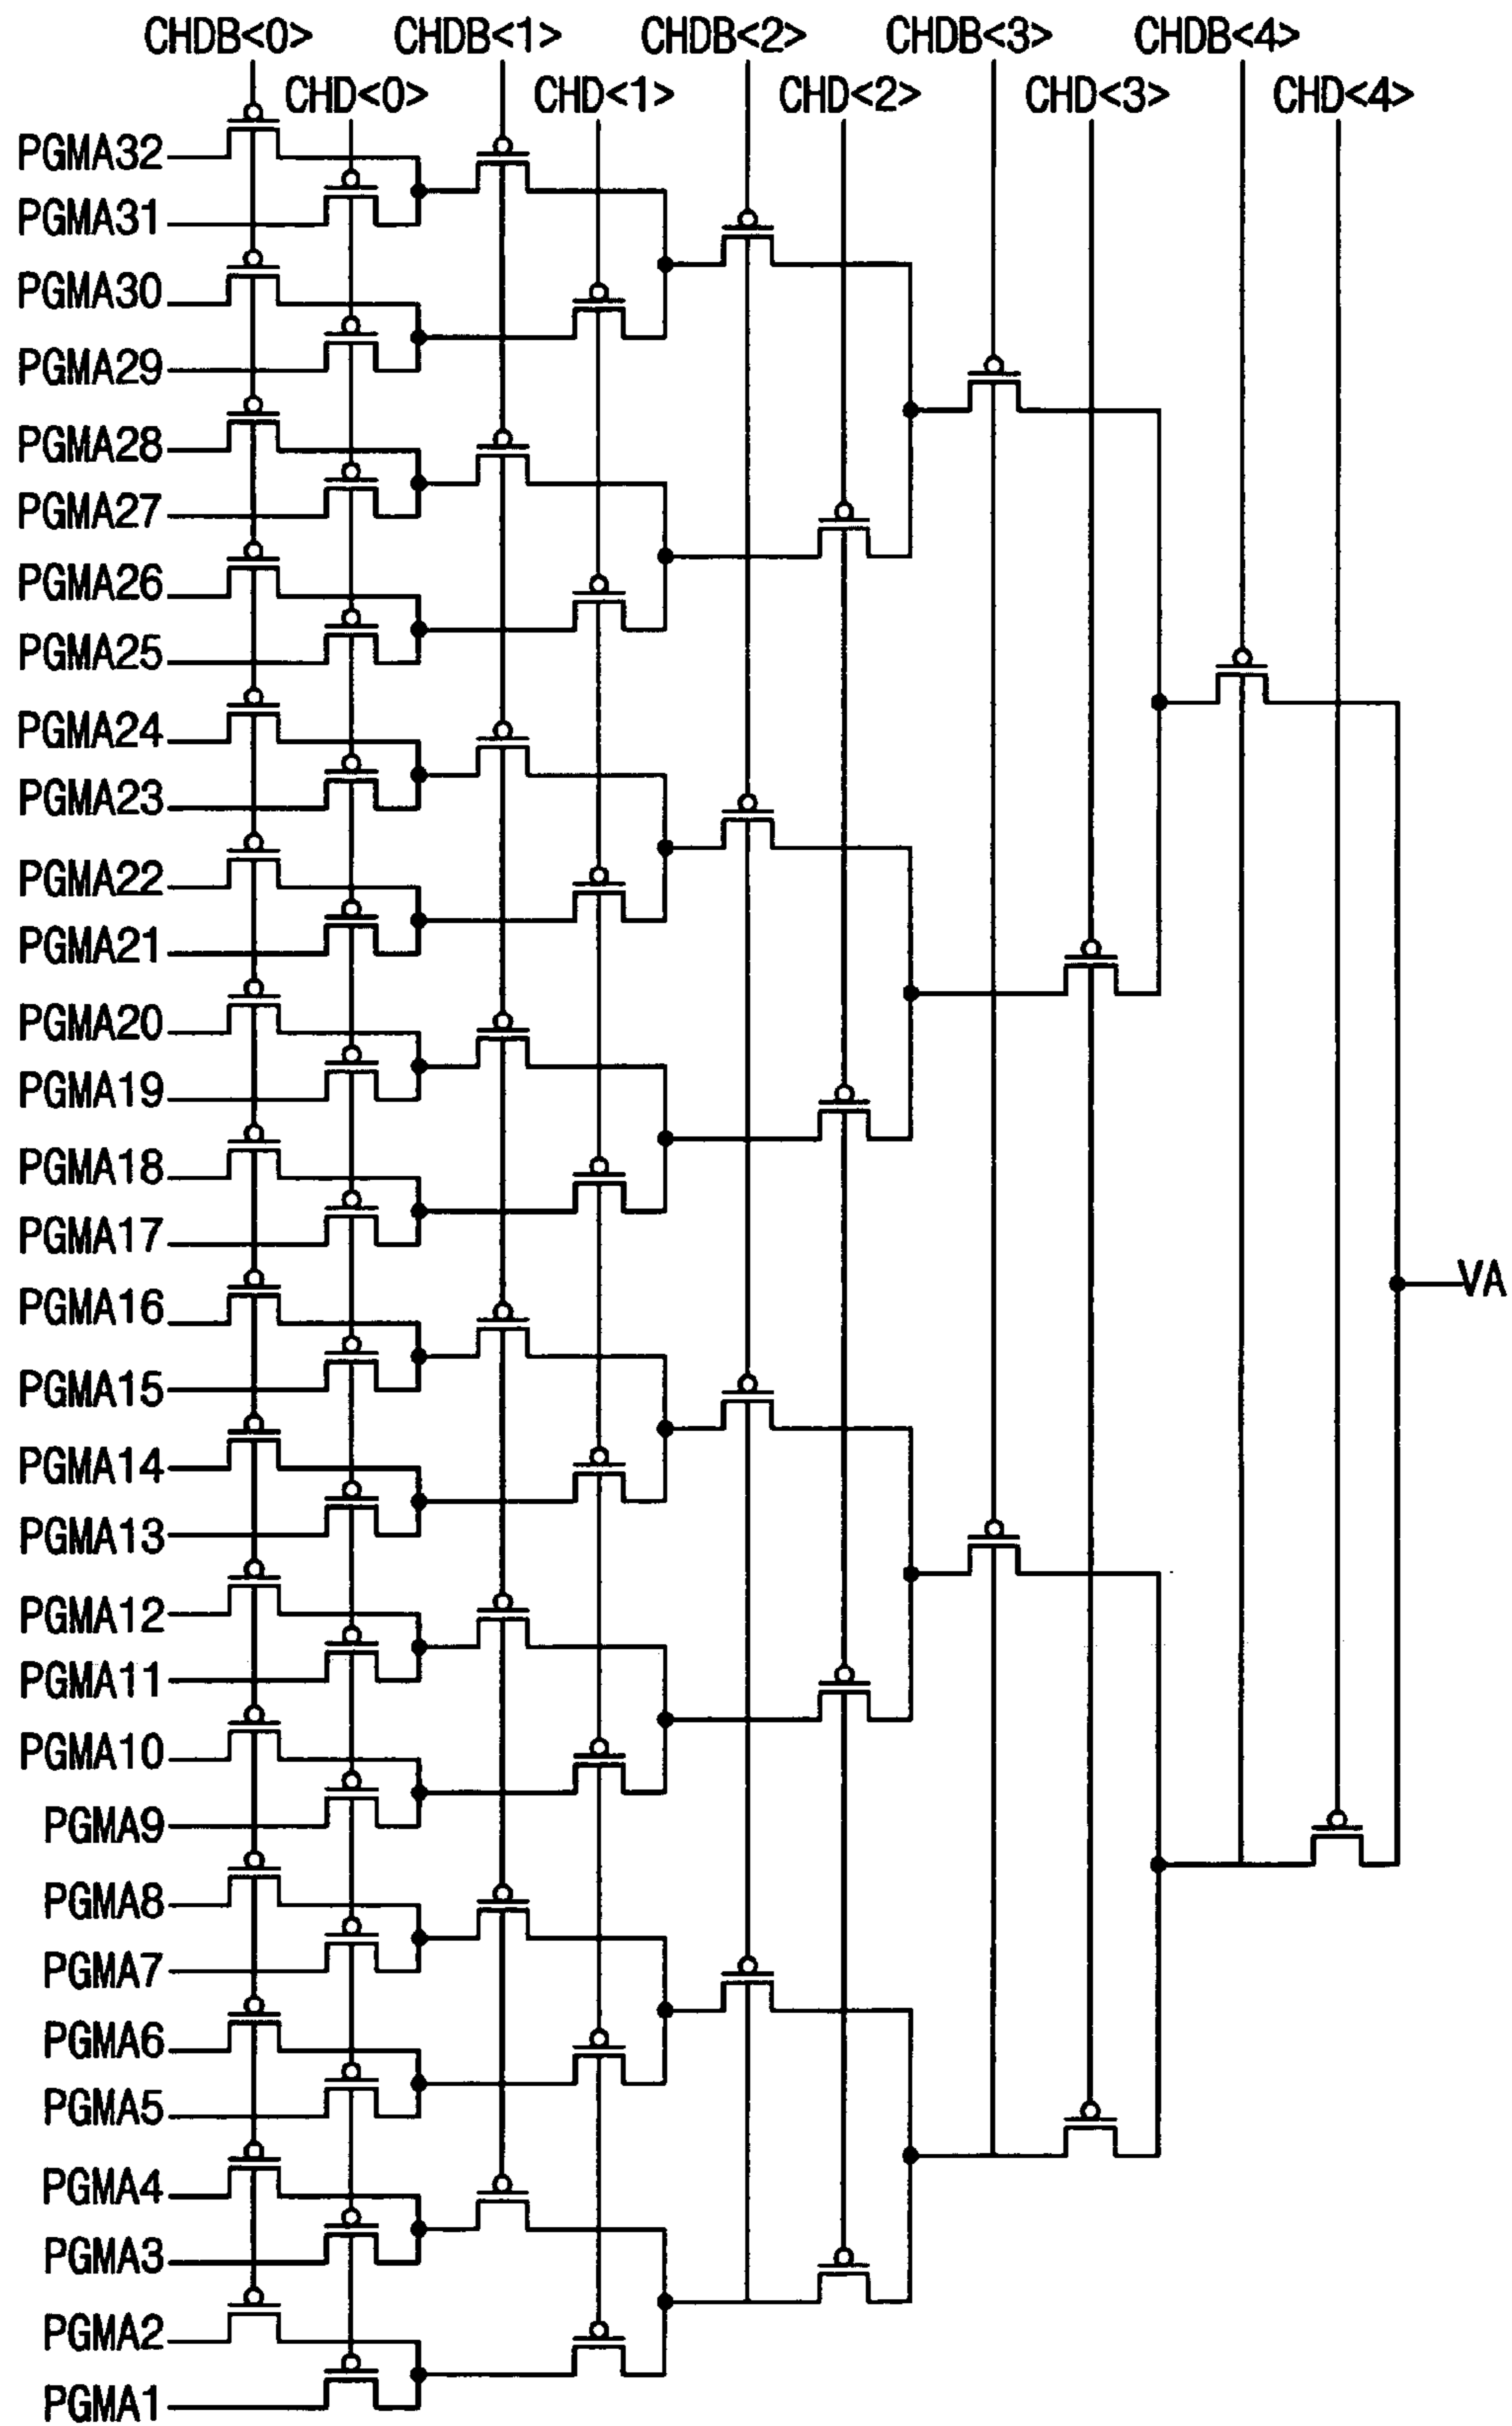 CHDB<0> CHDB<1> CHDB<2> CHDB<3> CHDB<4>
CHD<0> CHD<1> CHD<2> CHD<3> CHD<4>
PGMA32
PGMA31
PGMA30
PGMA29
PGMA28
PGMA27
PGMA26
PGMA25
PGMA24
PGMA23
PGMA22
PGMA21
PGMA20
PGMA19
PGMA18
PGMA17
VA
PGMA16
PGMA15
PGMA14
PGMA13
PGMA12
PGMA11
PGMA10
PGMA9
PGMA8
PGMA7
PGMA6
PGMA5
PGMA4
PGMA3
PGMA2
PGMA1